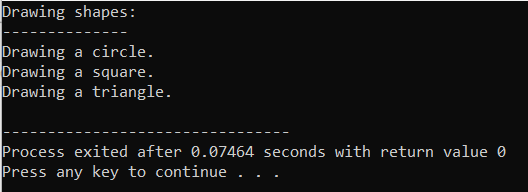 Drawing shapes:
--------------
Drawing a circle.
Drawing a square.
Drawing a triangle.
--------------------------------
Process exited after 0.07464 seconds with return value 0
Press any key to continue . . .